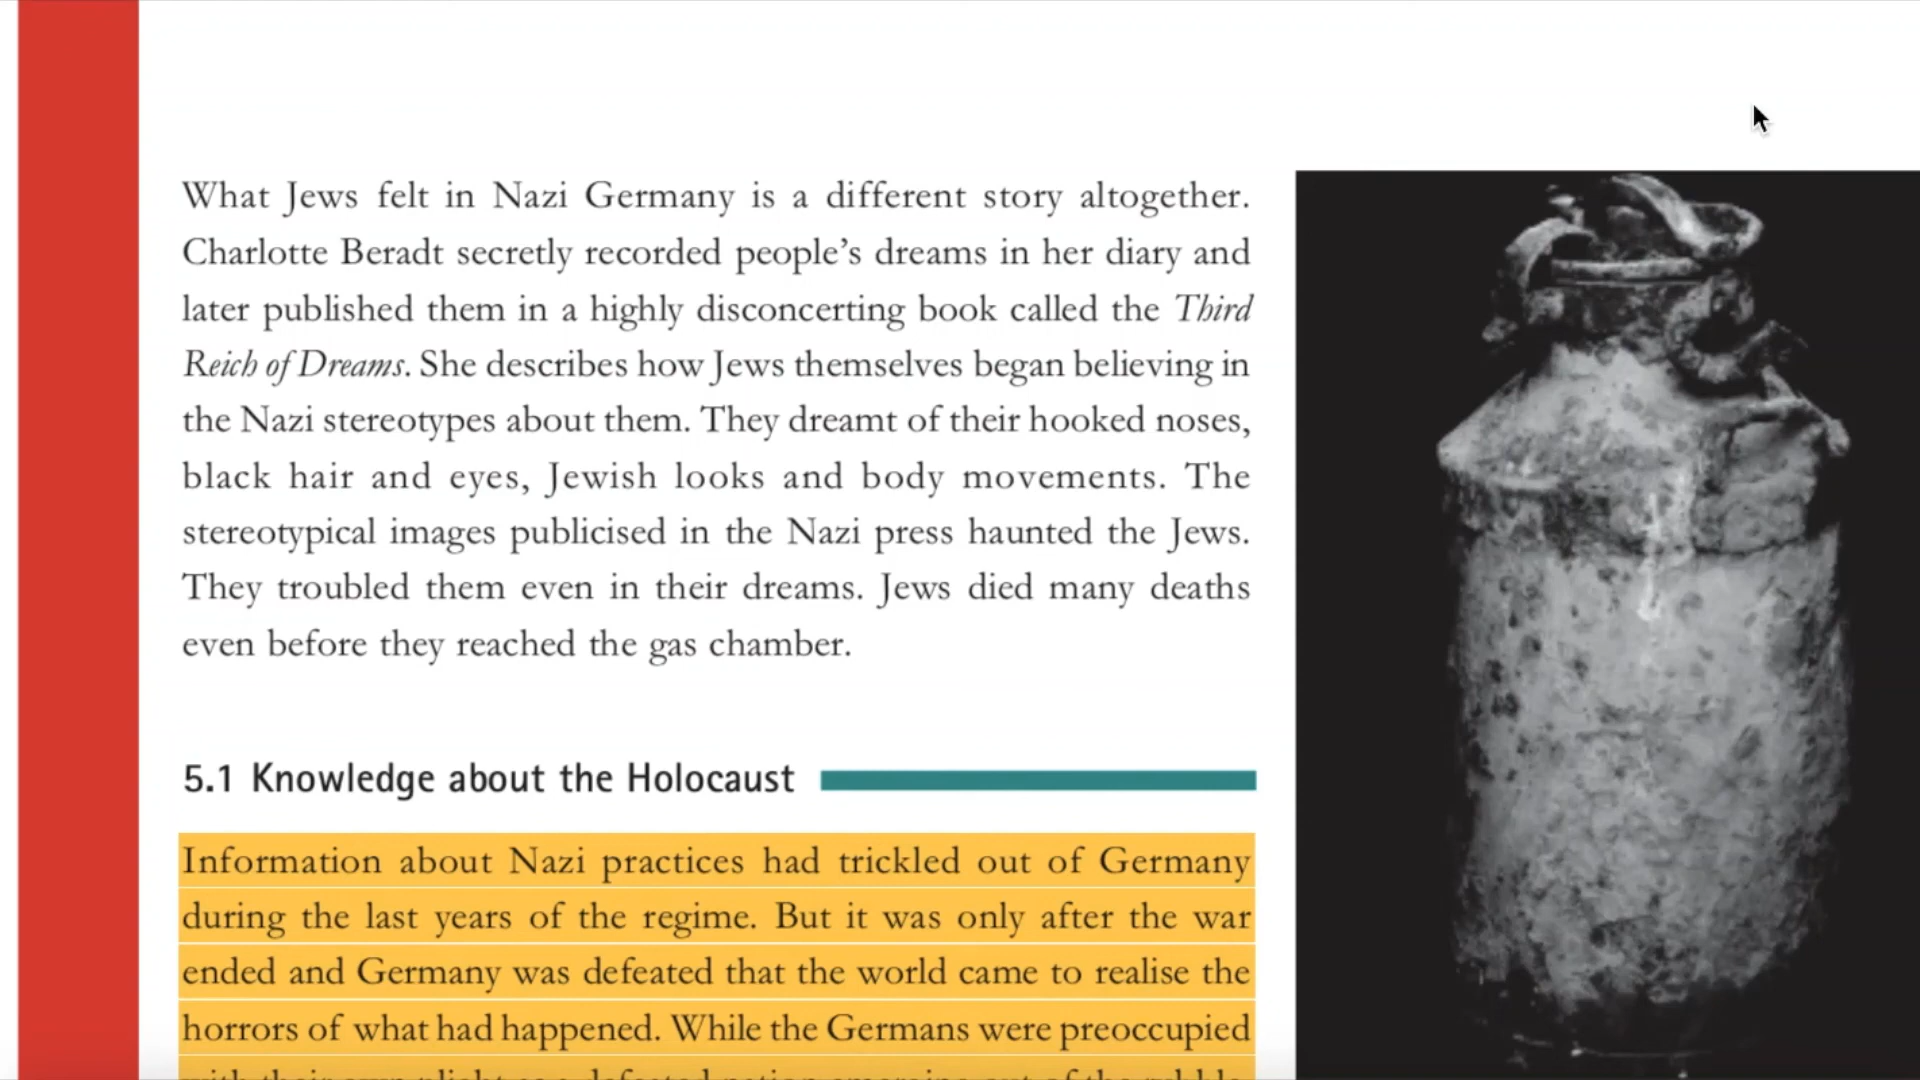 What Jews felt in Nazi Germany is a different story altogether.
Charlotte Beradt secretly recorded people’s dreams in her diary and
later published them in a highly disconcerting book called the Third
Reich of Dreams. She describes how Jews themselves began believing in
the Nazi stereotypes about them. They dreamt of their hooked noses,
black hair and eyes, Jewish looks and body movements. The
stereotypical images publicised in the Nazi press haunted the Jews.
They troubled them even in their dreams. Jews died many deaths
even before they reached the gas chamber.
5.1 Knowledge about the Holocaust
Information about Nazi practices had trickled out of Germany
during the last years of the regime. But it was only after the war
ended and Germany was defeated that the world came to realise the
horrors of what had happened. While the Germans were preoccupied